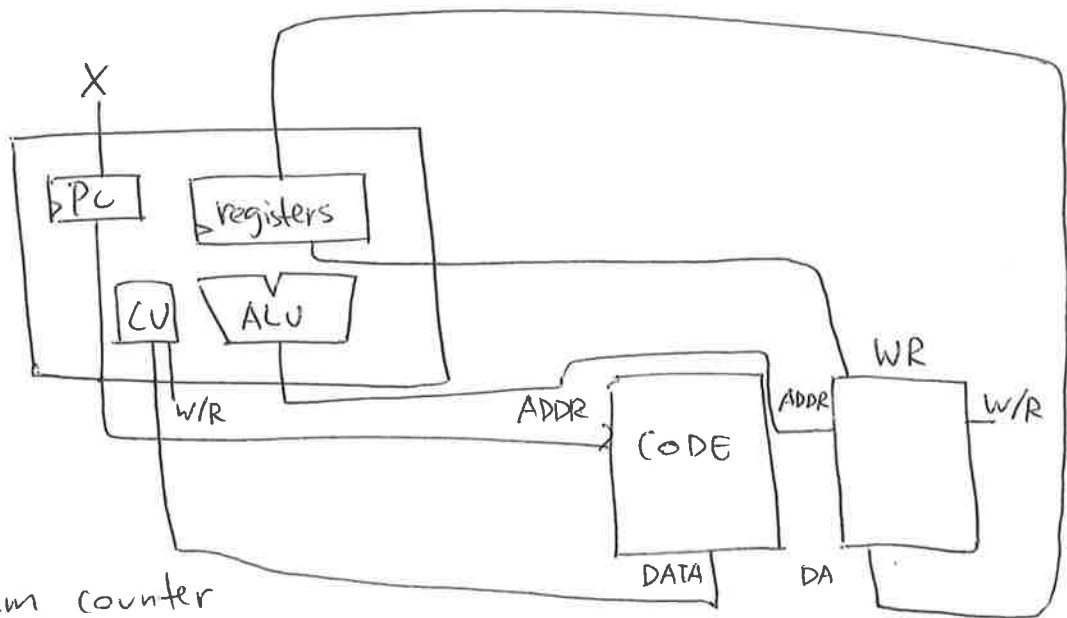 X
PC
registers
CU
ALU
WR
W/R
ADDR
ADDR
W/R
CODE
DATA
DA
counter